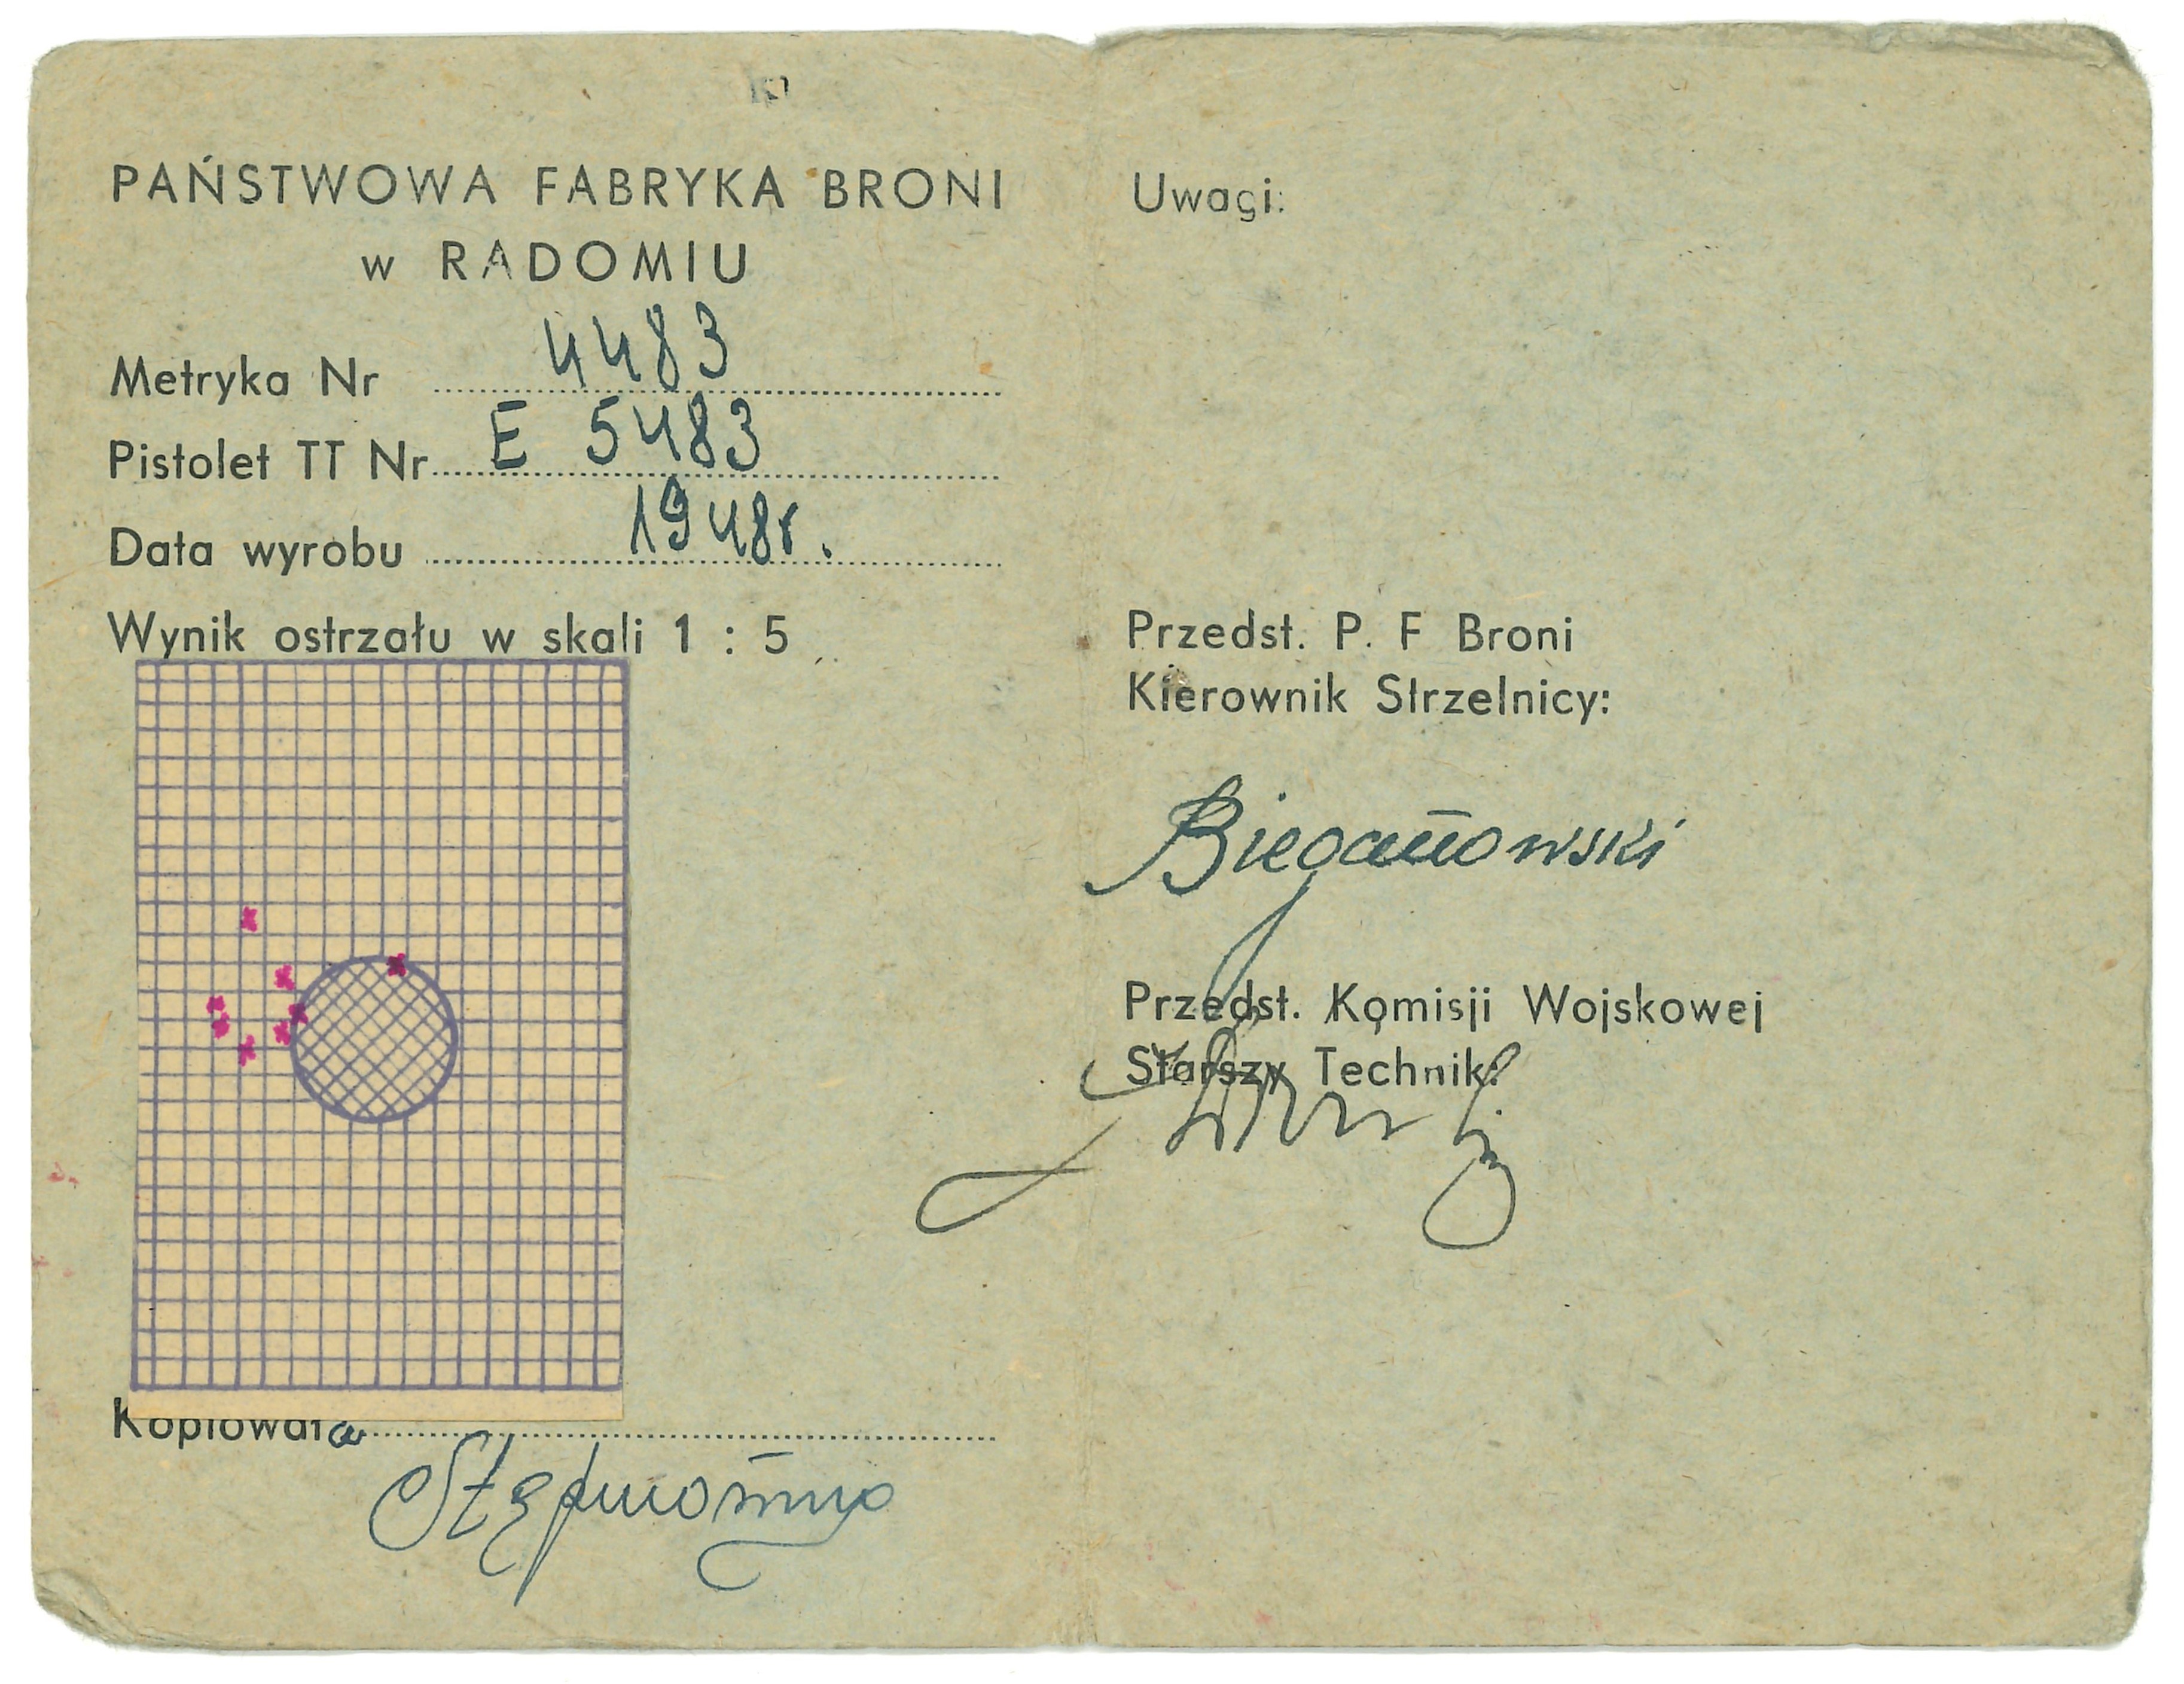 PAŃSTWOWA FABRYKA BRONI
w RADOMIU
Metryka Nr 4483
Pistolet TT Nr E 5483
Data wyrobu 1948r.
Wynik ostrzału w skali 1 : 5
Kopiowała
Uwagi:
Przedst. P. F Broni
Kierownik Strzelnicy:
Bieganowski
Przedst. Komisji Wojskowej
Starszy Technik: